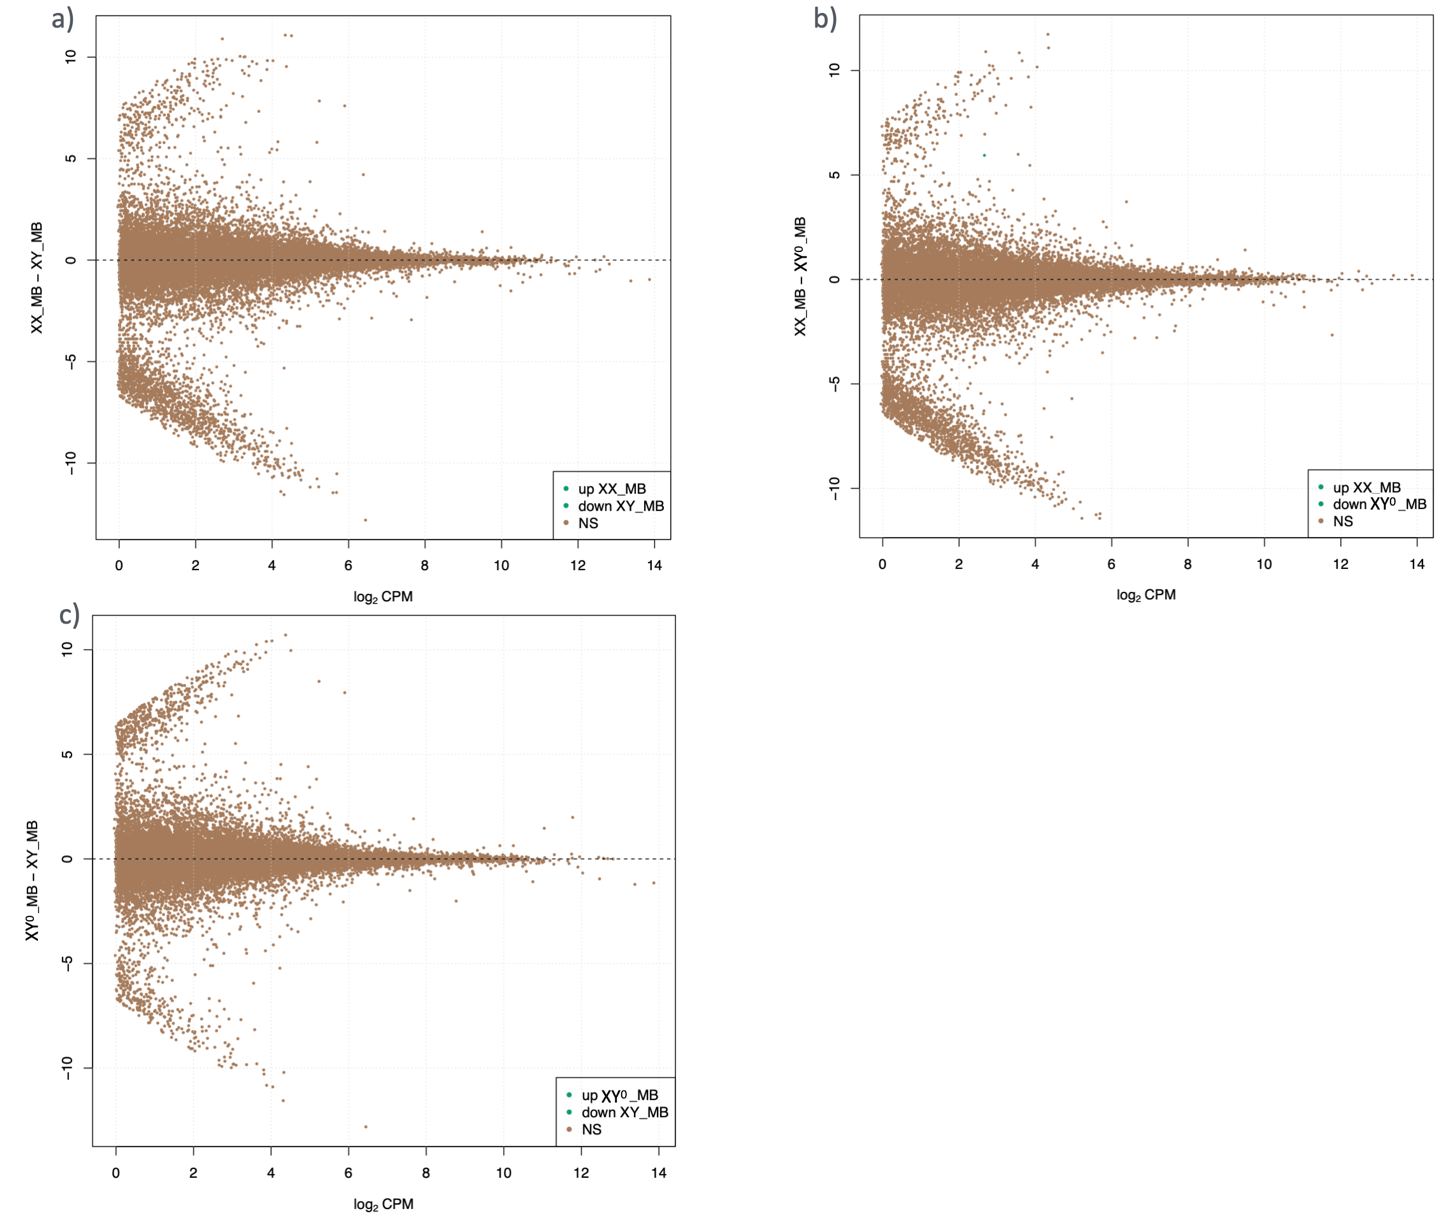 a)
10
5
0
−5
−10
XX_MB − XY_MB
0 2 4 6 8 10 12 14
log₂ CPM
up XX_MB
down XY_MB
NS
b)
10
5
0
−5
−10
XX_MB − XY⁰_MB
0 2 4 6 8 10 12 14
log₂ CPM
up XX_MB
down XY⁰_MB
NS
c)
10
5
0
−5
−10
XY⁰_MB − XY_MB
0 2 4 6 8 10 12 14
log₂ CPM
up XY⁰_MB
down XY_MB
NS